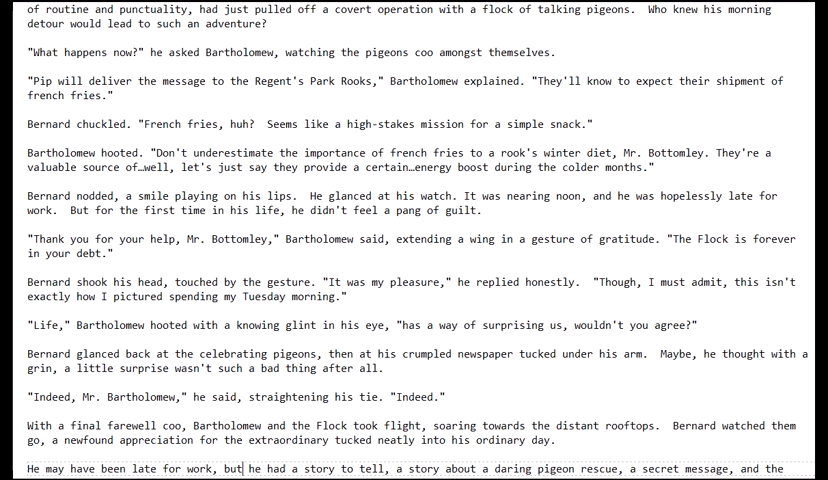 of routine and punctuality, had just pulled off a covert operation with a flock of talking pigeons.  Who knew his morning
detour would lead to such an adventure?
"What happens now?" he asked Bartholomew, watching the pigeons coo amongst themselves.
"Pip will deliver the message to the Regent's Park Rooks," Bartholomew explained. "They'll know to expect their shipment of
french fries."
Bernard chuckled. "French fries, huh?  Seems like a high-stakes mission for a simple snack."
Bartholomew hooted. "Don't underestimate the importance of french fries to a rook's winter diet, Mr. Bottomley. They're a
valuable source of…well, let's just say they provide a certain…energy boost during the colder months."
Bernard nodded, a smile playing on his lips.  He glanced at his watch. It was nearing noon, and he was hopelessly late for
work.  But for the first time in his life, he didn't feel a pang of guilt.
"Thank you for your help, Mr. Bottomley," Bartholomew said, extending a wing in a gesture of gratitude. "The Flock is forever
in your debt."
Bernard shook his head, touched by the gesture. "It was my pleasure," he replied honestly.  "Though, I must admit, this isn't
exactly how I pictured spending my Tuesday morning."
"Life," Bartholomew hooted with a knowing glint in his eye, "has a way of surprising us, wouldn't you agree?"
Bernard glanced back at the celebrating pigeons, then at his crumpled newspaper tucked under his arm.  Maybe, he thought with a
grin, a little surprise wasn't such a bad thing after all.
"Indeed, Mr. Bartholomew," he said, straightening his tie. "Indeed."
With a final farewell coo, Bartholomew and the Flock took flight, soaring towards the distant rooftops.  Bernard watched them
go, a newfound appreciation for the extraordinary tucked neatly into his ordinary day.
He may have been late for work, but he had a story to tell, a story about a daring pigeon rescue, a secret message, and the